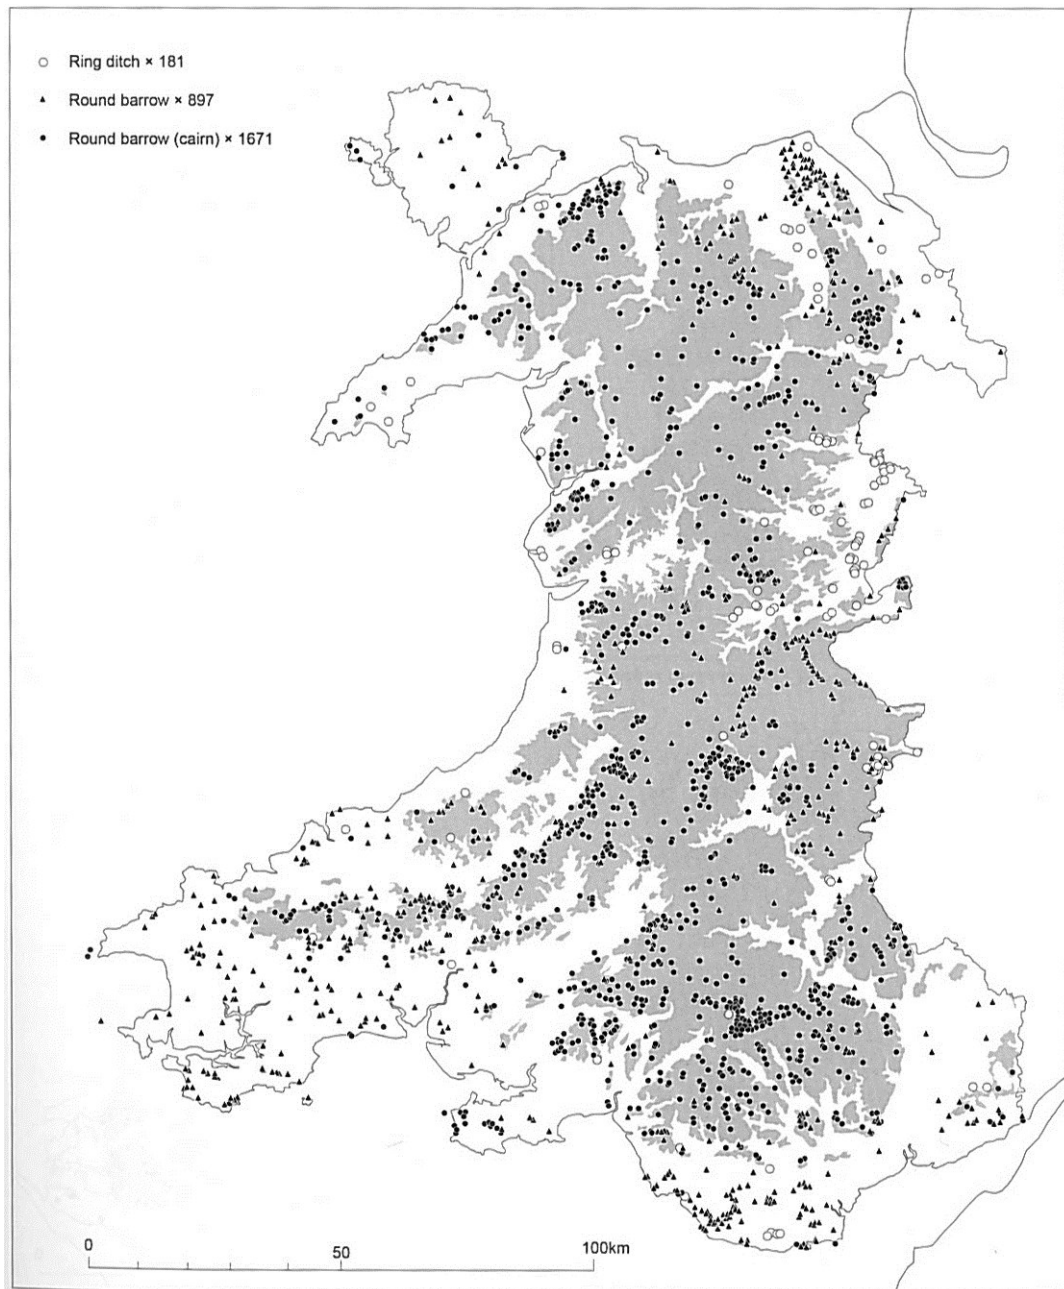 Ring ditch × 181
Round barrow × 897
Round barrow (cairn) × 1671
0 50 100km